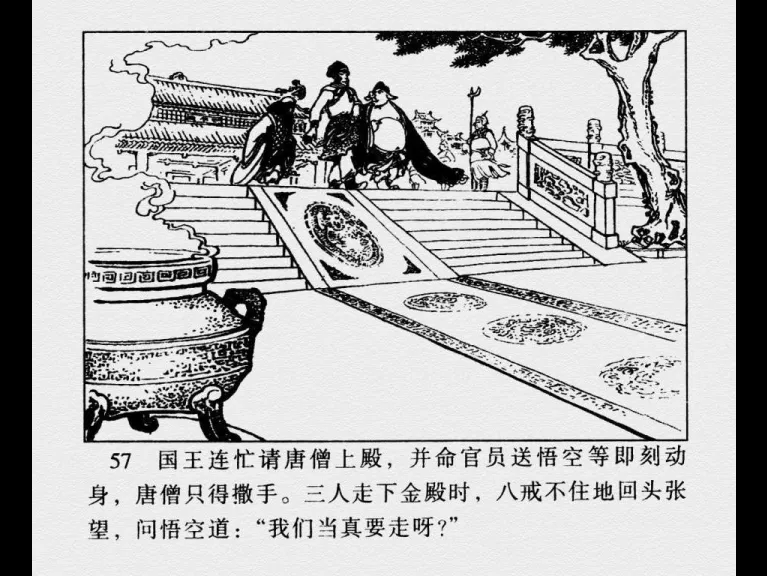 57 国王连忙请唐僧上殿，并命官员送悟空等即刻动
身，唐僧只得撒手。三人走下金殿时，八戒不住地回头张
望，问悟空道：“我们当真要走呀？”